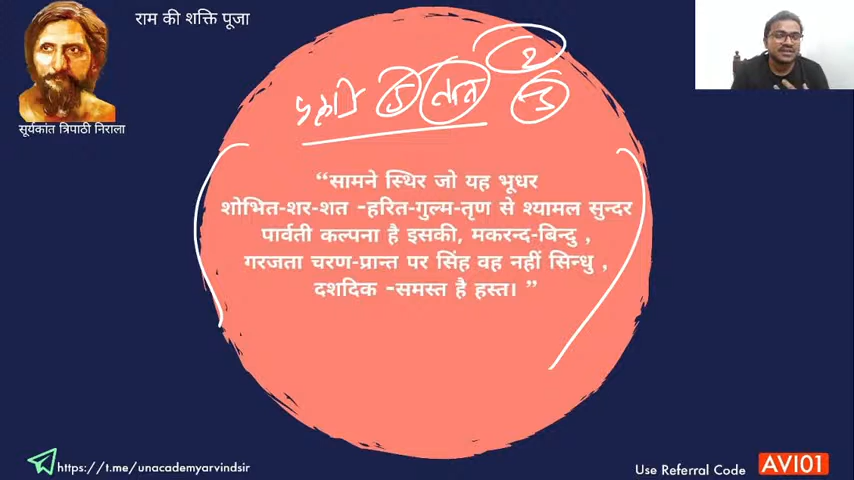 राम की शक्ति पूजा
सूर्यकांत त्रिपाठी निराला
“सामने स्थिर जो यह भूधर
शोभित-शर-शत -हरित-गुल्म-तृण से श्यामल सुन्दर
पार्वती कल्पना है इसकी, मकरन्द-बिन्दु ,
गरजता चरण-प्रान्त पर सिंह वह नहीं सिन्धु ,
दशदिक -समस्त है हस्त। ”
https://t.me/unacademyarvindsir
Use Referral Code AVI01